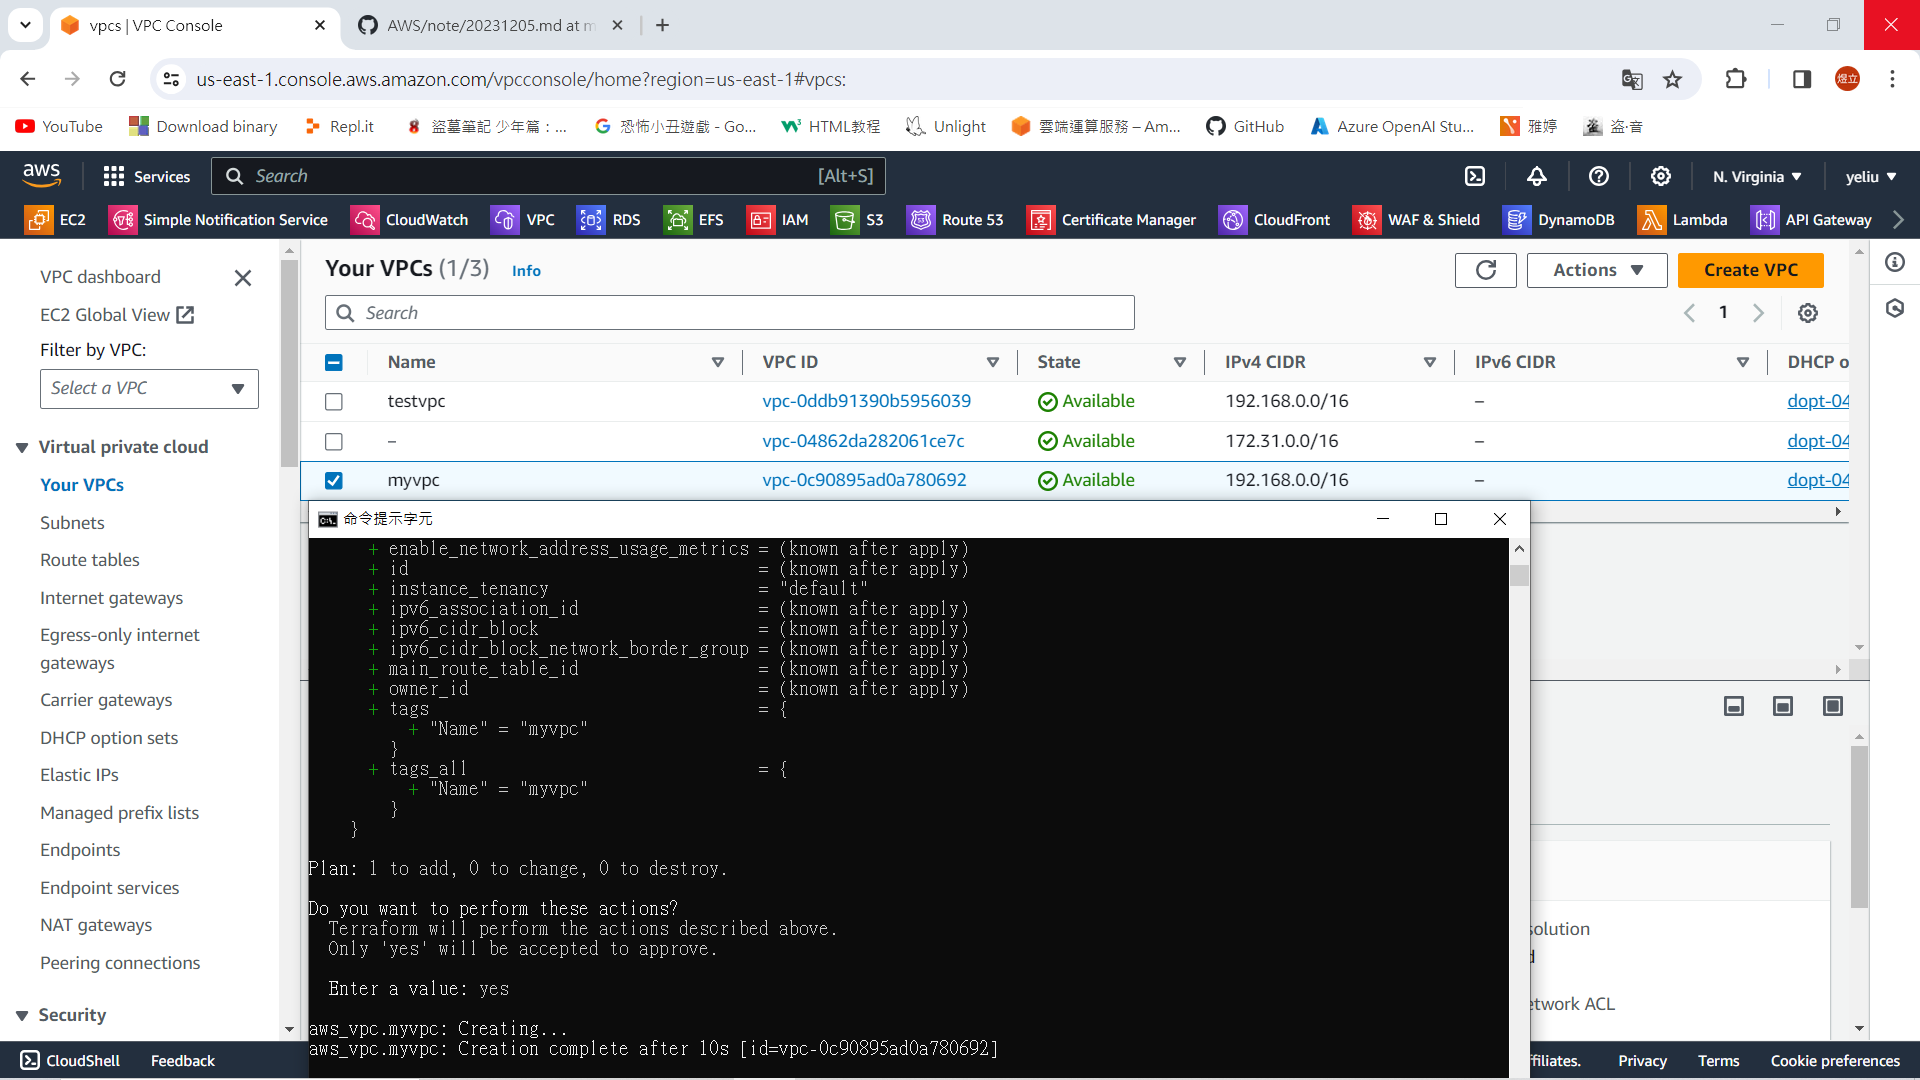 vpcs | VPC Console
AWS/note/20231205.md at m
us-east-1.console.aws.amazon.com/vpcconsole/home?region=us-east-1#vpcs:
煜立
YouTube
Download binary
Repl.it
盜墓筆記 少年篇：...
恐怖小丑遊戲 - Go...
HTML教程
Unlight
雲端運算服務 – Am...
GitHub
Azure OpenAI Stu...
雅婷
盗·音
aws
Services
Search
[Alt+S]
N. Virginia
yeliu
EC2
Simple Notification Service
CloudWatch
VPC
RDS
EFS
IAM
S3
Route 53
Certificate Manager
CloudFront
WAF & Shield
DynamoDB
Lambda
API Gateway
VPC dashboard
EC2 Global View
Filter by VPC:
Select a VPC
Virtual private cloud
Your VPCs
Subnets
Route tables
Internet gateways
Egress-only internet
gateways
Carrier gateways
DHCP option sets
Elastic IPs
Managed prefix lists
Endpoints
Endpoint services
NAT gateways
Peering connections
Security
Your VPCs (1/3) Info
Actions
Create VPC
Search
1
Name VPC ID State IPv4 CIDR IPv6 CIDR DHCP o
testvpc vpc-0ddb91390b5956039 Available 192.168.0.0/16 – dopt-04
– vpc-04862da282061ce7c Available 172.31.0.0/16 – dopt-04
myvpc vpc-0c90895ad0a780692 Available 192.168.0.0/16 – dopt-04
命令提示字元
+ enable_network_address_usage_metrics = (known after apply)
+ id = (known after apply)
+ instance_tenancy = "default"
+ ipv6_association_id = (known after apply)
+ ipv6_cidr_block = (known after apply)
+ ipv6_cidr_block_network_border_group = (known after apply)
+ main_route_table_id = (known after apply)
+ owner_id = (known after apply)
+ tags = {
+ "Name" = "myvpc"
}
+ tags_all = {
+ "Name" = "myvpc"
}
}
Plan: 1 to add, 0 to change, 0 to destroy.
Do you want to perform these actions?
Terraform will perform the actions described above.
Only 'yes' will be accepted to approve.
Enter a value: yes
aws_vpc.myvpc: Creating...
aws_vpc.myvpc: Creation complete after 10s [id=vpc-0c90895ad0a780692]
solution
d
etwork ACL
CloudShell
Feedback
ffiliates.
Privacy
Terms
Cookie preferences